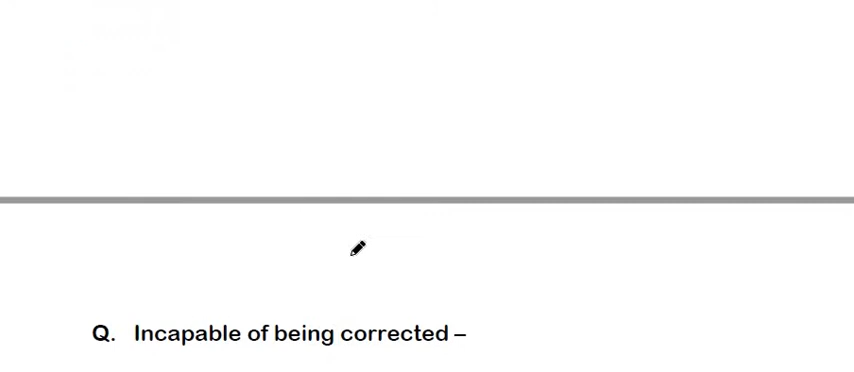 Q. Incapable of being corrected –